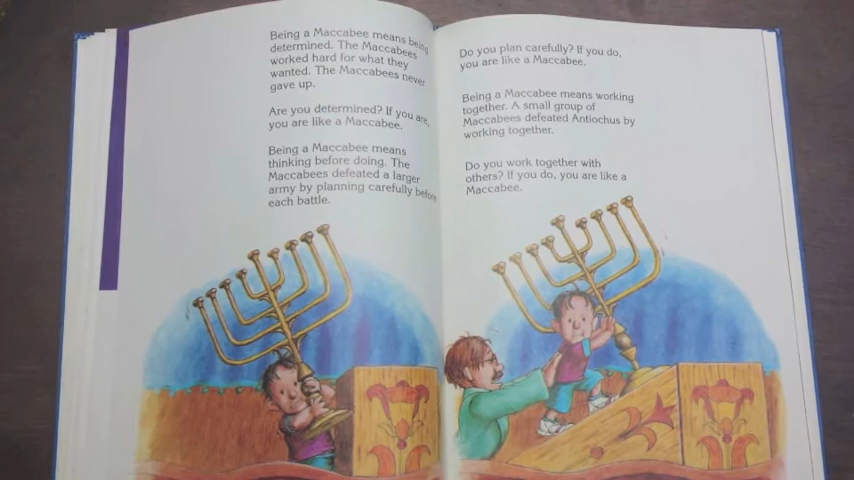 Being a Maccabee means being
determined. The Maccabees
worked hard for what they
wanted. The Maccabees never
gave up.
Are you determined? If you are,
you are like a Maccabee.
Being a Maccabee means
thinking before doing. The
Maccabees defeated a larger
army by planning carefully before
each battle.
Do you plan carefully? If you do,
you are like a Maccabee.
Being a Maccabee means working
together. A small group of
Maccabees defeated Antiochus by
working together.
Do you work together with
others? If you do, you are like a
Maccabee.